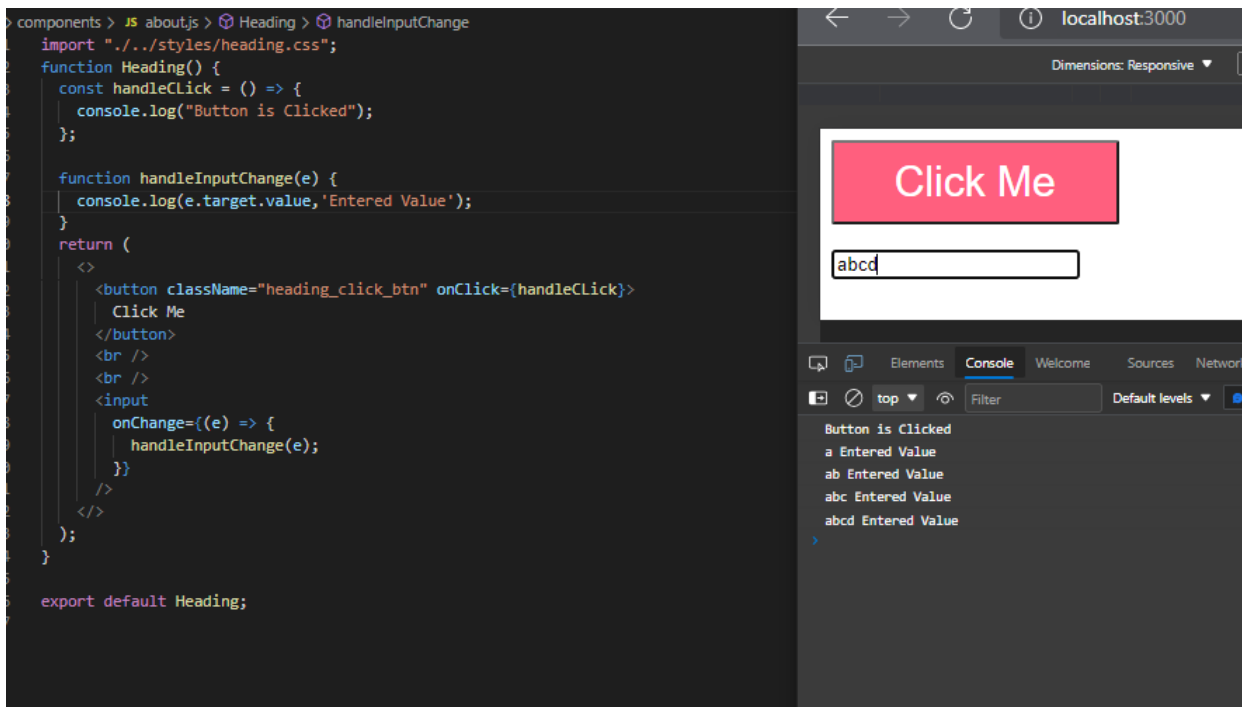 components > JS about.js > Heading > handleInputChange
import "./../styles/heading.css";
function Heading() {
const handleCLick = () => {
console.log("Button is Clicked");
};
function handleInputChange(e) {
console.log(e.target.value,'Entered Value');
}
return (
<>
<button className="heading_click_btn" onClick={handleCLick}>
Click Me
</button>
<br />
<br />
<input
onChange={(e) => {
handleInputChange(e);
}}
/>
</>
);
}
export default Heading;
localhost:3000
Dimensions: Responsive ▼
Click Me
abcd
Elements Console Welcome Sources Network
top ▼ Filter Default levels ▼
Button is Clicked
a Entered Value
ab Entered Value
abc Entered Value
abcd Entered Value
>